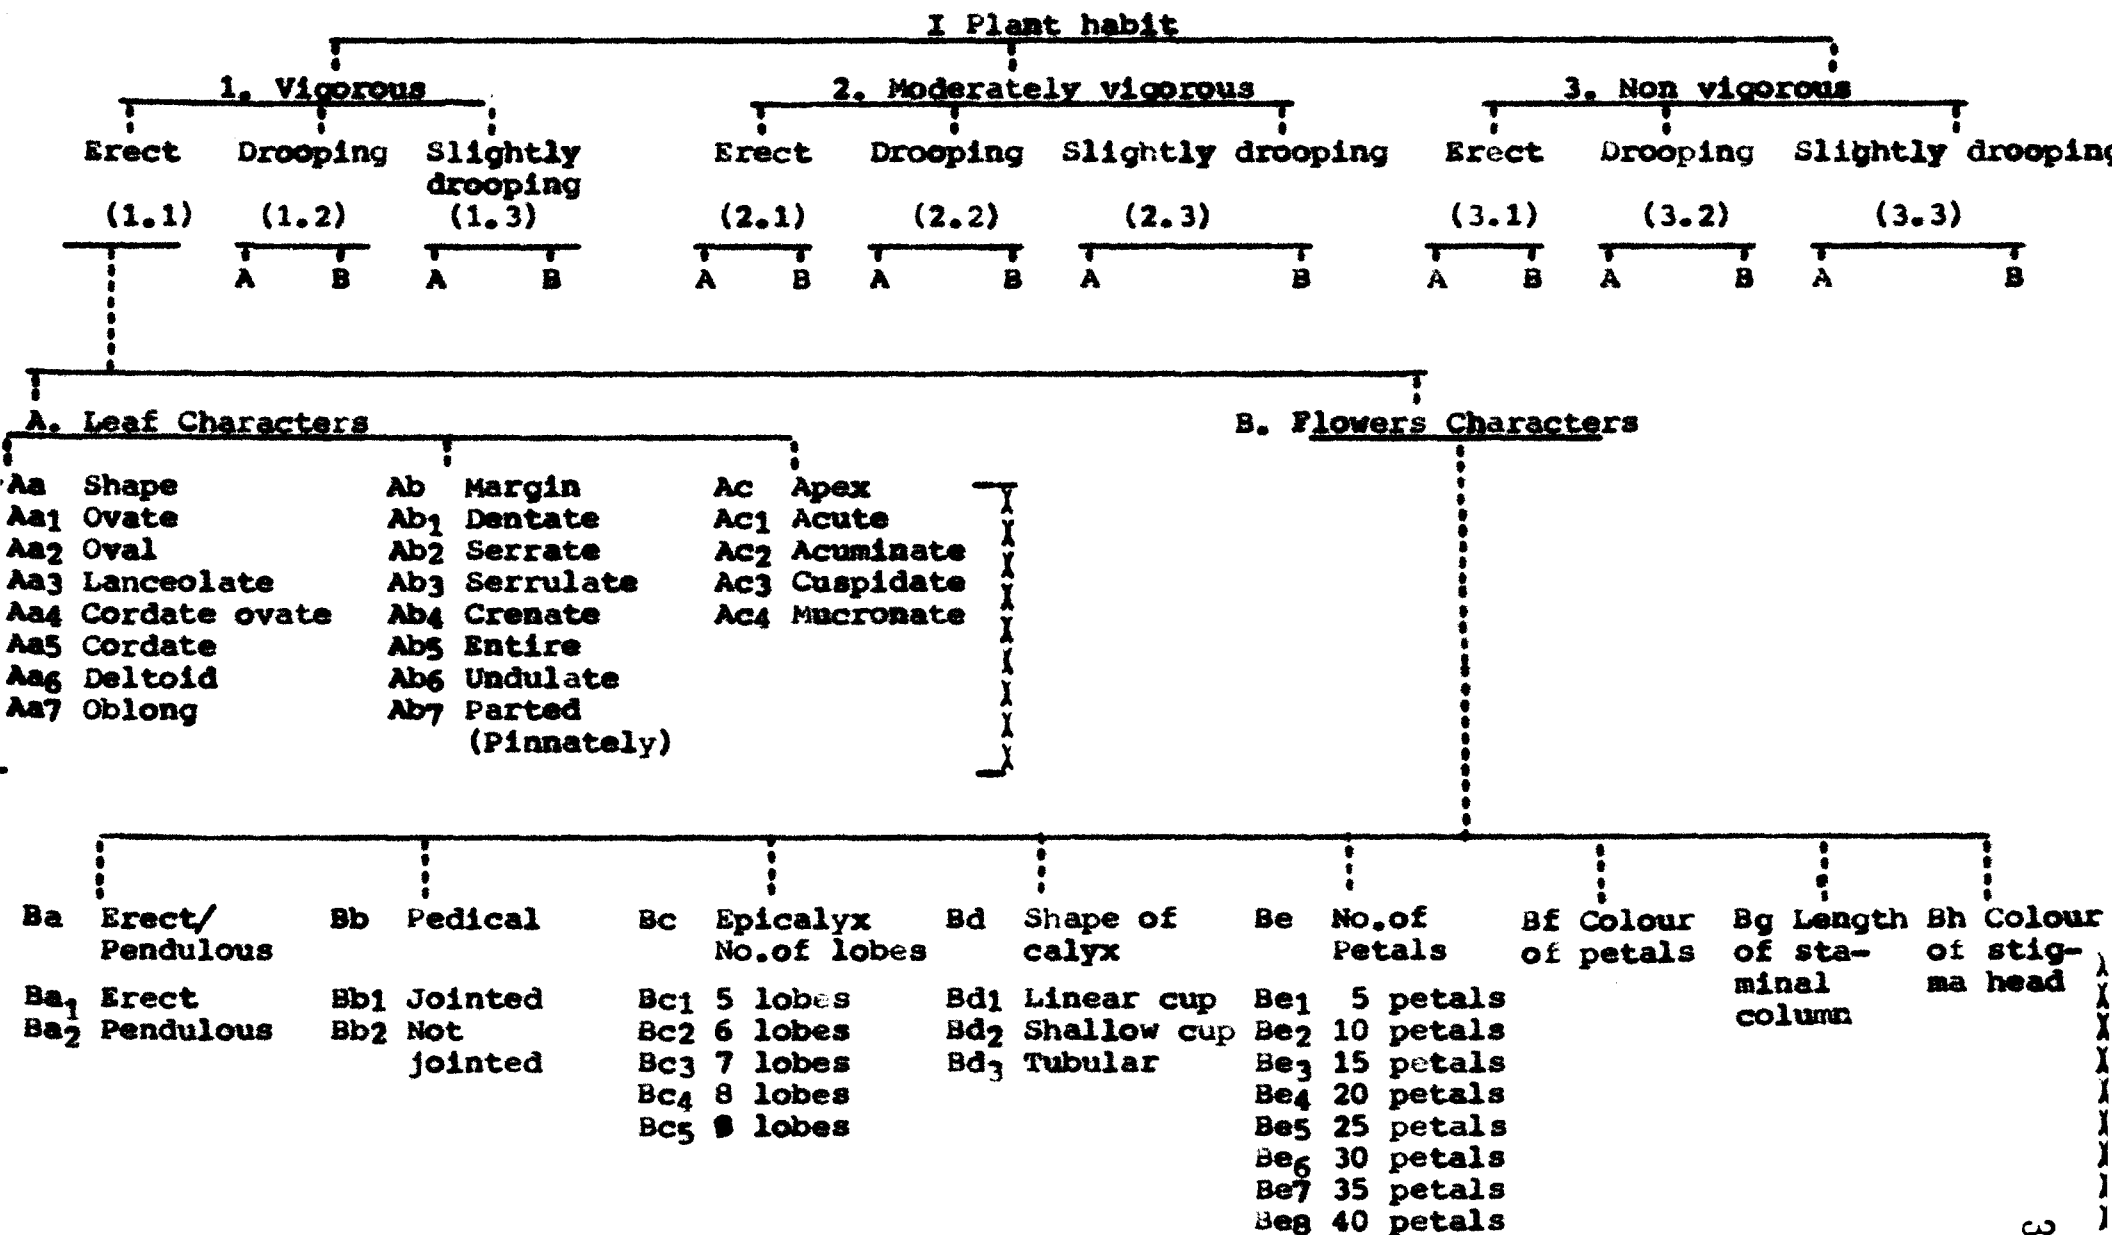 I Plant habit
1. Vigorous 2. Moderately vigorous 3. Non vigorous
Erect Drooping Slightly drooping Erect Drooping Slightly drooping Erect Drooping Slightly drooping
(1.1) (1.2) (1.3) (2.1) (2.2) (2.3) (3.1) (3.2) (3.3)
A B A B A B A B A B A B A B A B
A. Leaf Characters B. Flowers Characters
Aa Shape Ab Margin Ac Apex
Aa1 Ovate Ab1 Dentate Ac1 Acute
Aa2 Oval Ab2 Serrate Ac2 Acuminate
Aa3 Lanceolate Ab3 Serrulate Ac3 Cuspidate
Aa4 Cordate ovate Ab4 Crenate Ac4 Mucronate
Aa5 Cordate Ab5 Entire
Aa6 Deltoid Ab6 Undulate
Aa7 Oblong Ab7 Parted
(Pinnately)
Ba Erect/ Bb Pedical Bc Epicalyx Bd Shape of Be No.of Bf Colour Bg Length Bh Colour
Pendulous No.of lobes calyx Petals of petals of sta- of stig-
minal ma head
column
Ba1 Erect Bb1 Jointed Bc1 5 lobes Bd1 Linear cup Be1 5 petals
Ba2 Pendulous Bb2 Not Bc2 6 lobes Bd2 Shallow cup Be2 10 petals
jointed Bc3 7 lobes Bd3 Tubular Be3 15 petals
Bc4 8 lobes Be4 20 petals
Bc5 lobes Be5 25 petals
Be6 30 petals
Be7 35 petals
Be8 40 petals
3